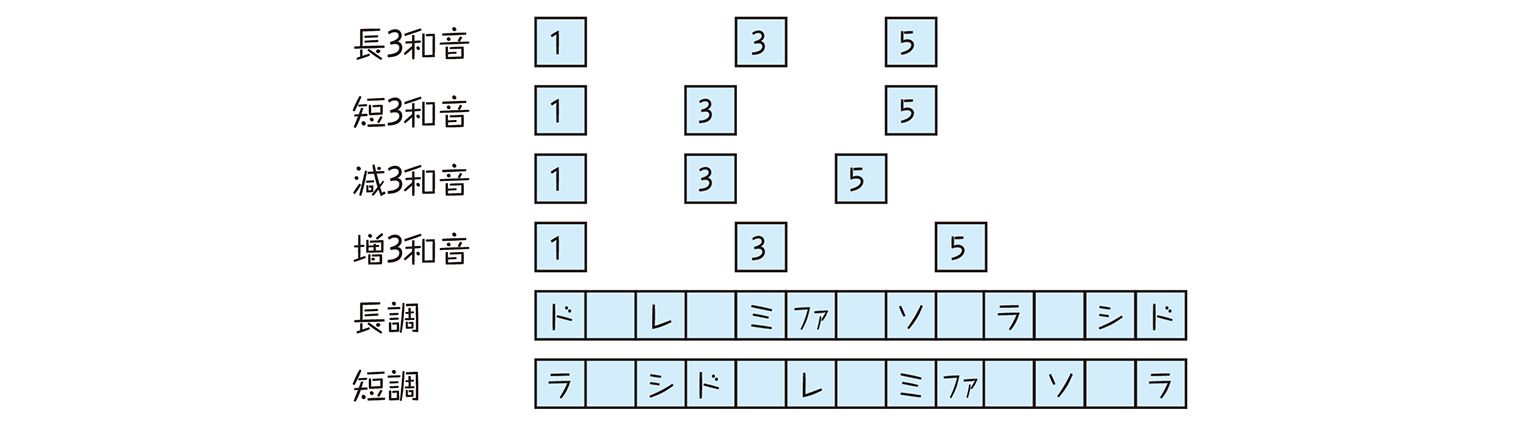 長3和音 1 3 5
短3和音 1 3 5
減3和音 1 3 5
増3和音 1 3 5
長調 ド レ ミ ファ ソ ラ シ ド
短調 ラ シ ド レ ミ ファ ソ ラ